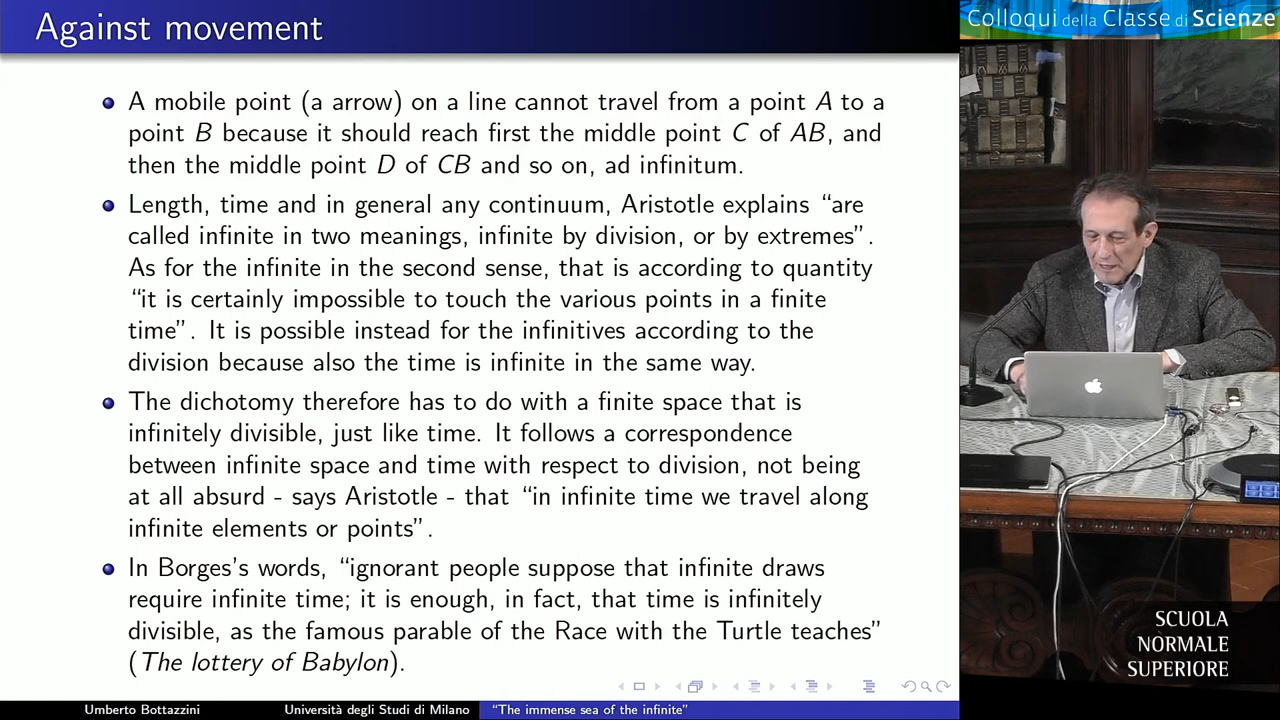 Against movement
A mobile point (a arrow) on a line cannot travel from a point A to a
point B because it should reach first the middle point C of AB, and
then the middle point D of CB and so on, ad infinitum.
Length, time and in general any continuum, Aristotle explains “are
called infinite in two meanings, infinite by division, or by extremes”.
As for the infinite in the second sense, that is according to quantity
“it is certainly impossible to touch the various points in a finite
time”. It is possible instead for the infinitives according to the
division because also the time is infinite in the same way.
The dichotomy therefore has to do with a finite space that is
infinitely divisible, just like time. It follows a correspondence
between infinite space and time with respect to division, not being
at all absurd - says Aristotle - that “in infinite time we travel along
infinite elements or points”.
In Borges’s words, “ignorant people suppose that infinite draws
require infinite time; it is enough, in fact, that time is infinitely
divisible, as the famous parable of the Race with the Turtle teaches”
(The lottery of Babylon).
Umberto Bottazzini
Università degli Studi di Milano
“The immense sea of the infinite”
Colloqui della Classe di Scienze
SCUOLA
NORMALE
SUPERIORE